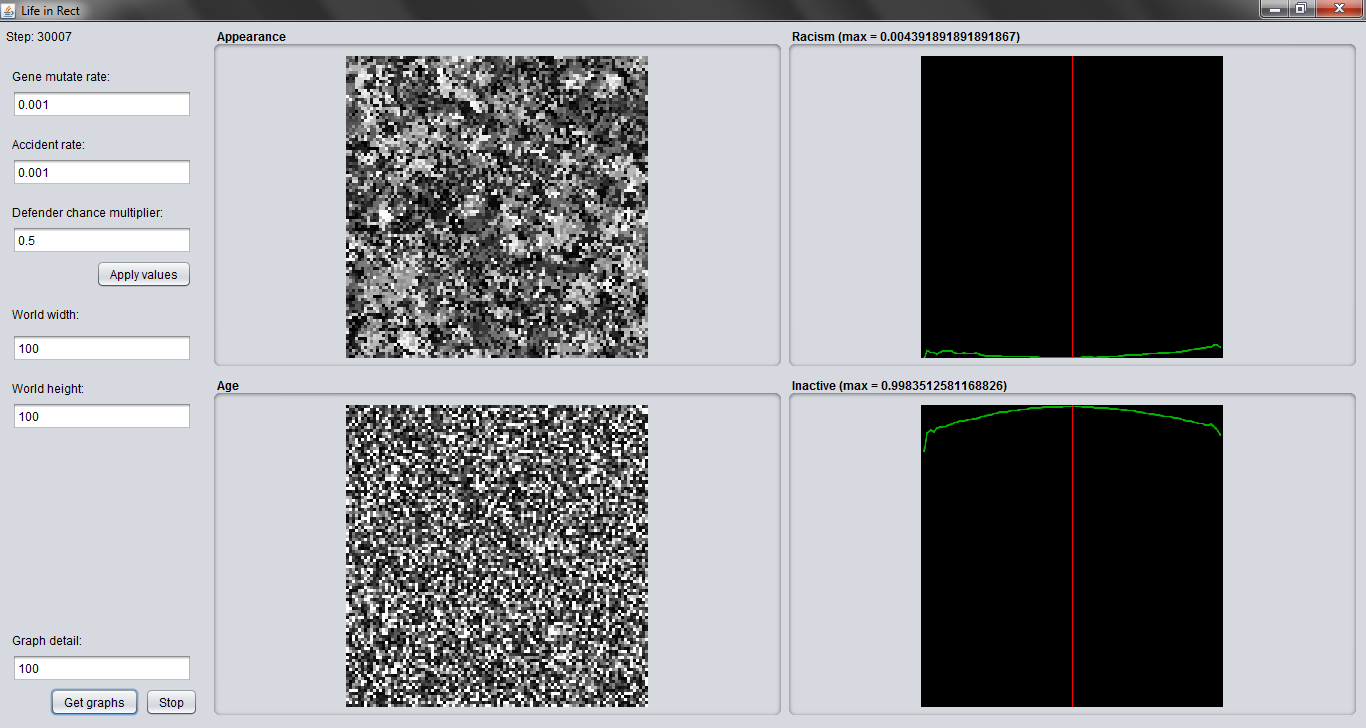 Life in Rect
Step: 30007
Gene mutate rate:
0.001
Accident rate:
0.001
Defender chance multiplier:
0.5
Apply values
World width:
100
World height:
100
Graph detail:
100
Get graphs
Stop
Appearance
Racism (max = 0.004391891891891867)
Age
Inactive (max = 0.9983512581168826)